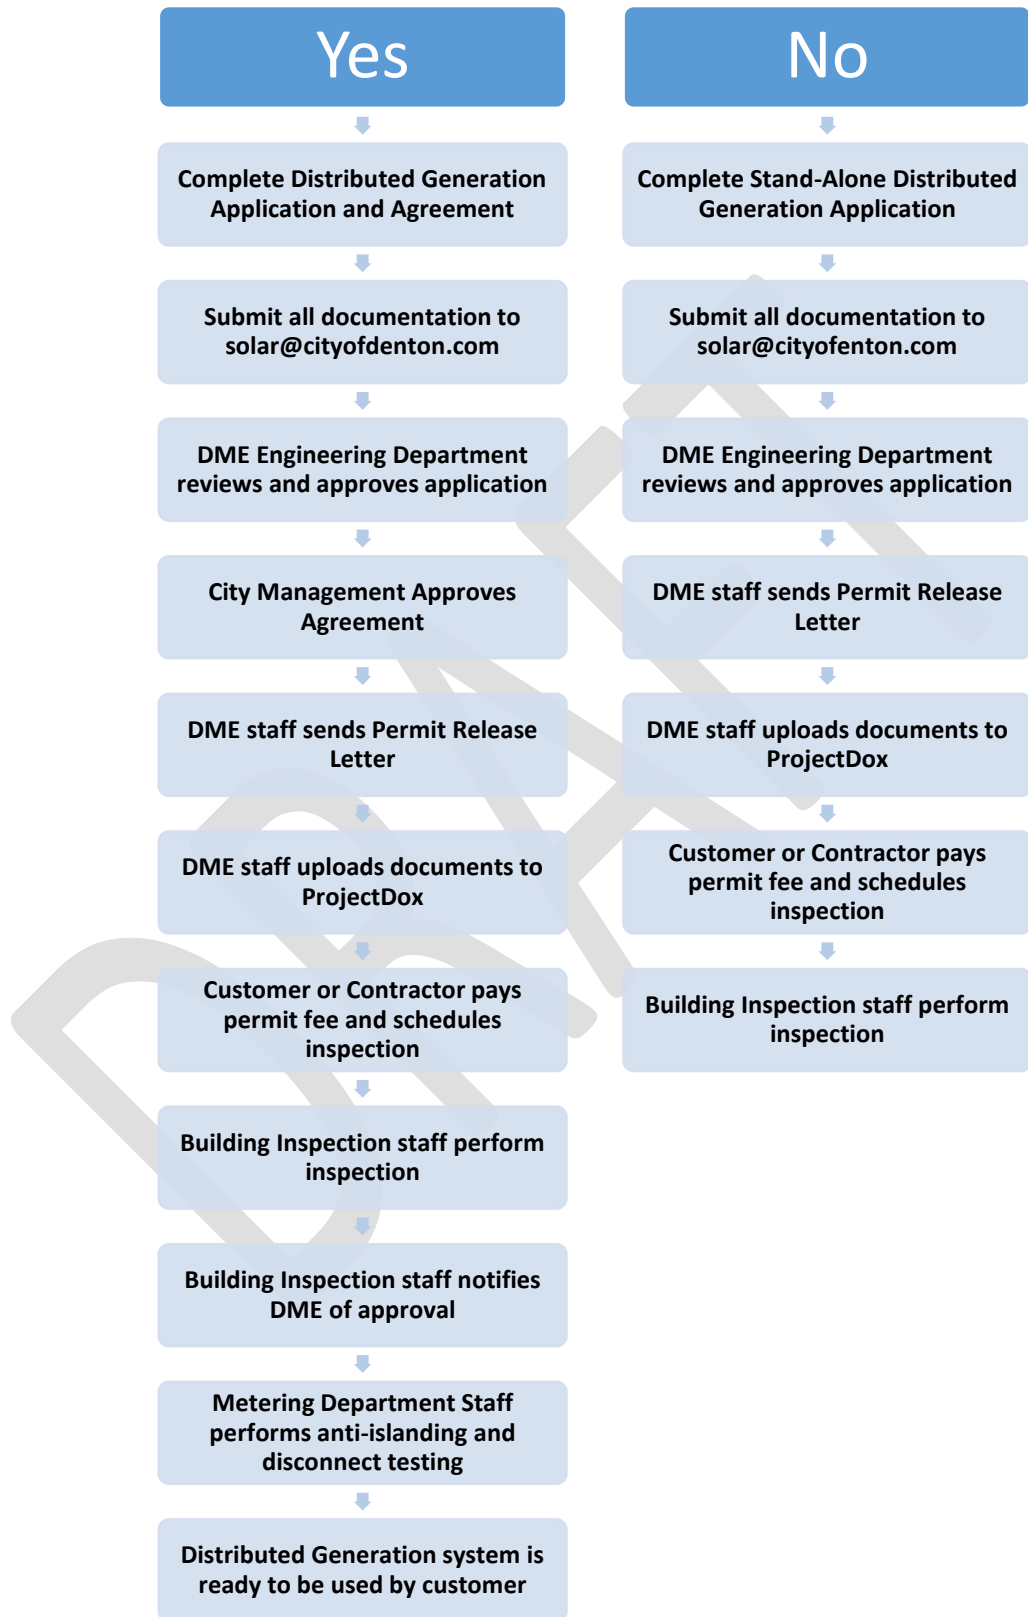 Yes
Complete Distributed Generation
Application and Agreement
Submit all documentation to
solar@cityofdenton.com
DME Engineering Department
reviews and approves application
City Management Approves
Agreement
DME staff sends Permit Release
Letter
DME staff uploads documents to
ProjectDox
Customer or Contractor pays
permit fee and schedules
inspection
Building Inspection staff perform
inspection
Building Inspection staff notifies
DME of approval
Metering Department Staff
performs anti-islanding and
disconnect testing
Distributed Generation system is
ready to be used by customer
No
Complete Stand-Alone Distributed
Generation Application
Submit all documentation to
solar@cityofenton.com
DME Engineering Department
reviews and approves application
DME staff sends Permit Release
Letter
DME staff uploads documents to
ProjectDox
Customer or Contractor pays
permit fee and schedules
inspection
Building Inspection staff perform
inspection
DRAFT